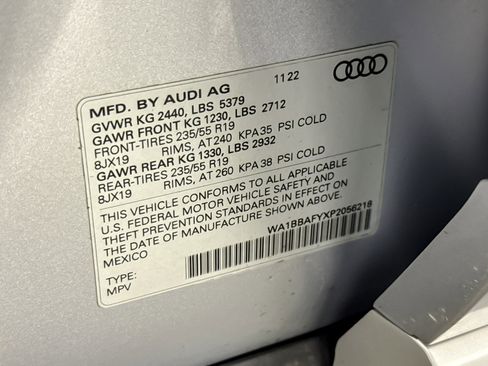 MFD. BY AUDI AG 11 22
GVWR KG 2440, LBS 5379
GAWR FRONT KG 1230, LBS 2712
FRONT-TIRES 235/55 R19
8JX19 RIMS, AT 240 KPA 35 PSI COLD
GAWR REAR KG 1330, LBS 2932
REAR-TIRES 235/55 R19
8JX19 RIMS, AT 260 KPA 38 PSI COLD
THIS VEHICLE CONFORMS TO ALL APPLICABLE
U.S. FEDERAL MOTOR VEHICLE SAFETY AND
THEFT PREVENTION STANDARDS IN EFFECT ON
THE DATE OF MANUFACTURE SHOWN ABOVE
MEXICO
WA1BBAFYXP2056218
TYPE:
MPV